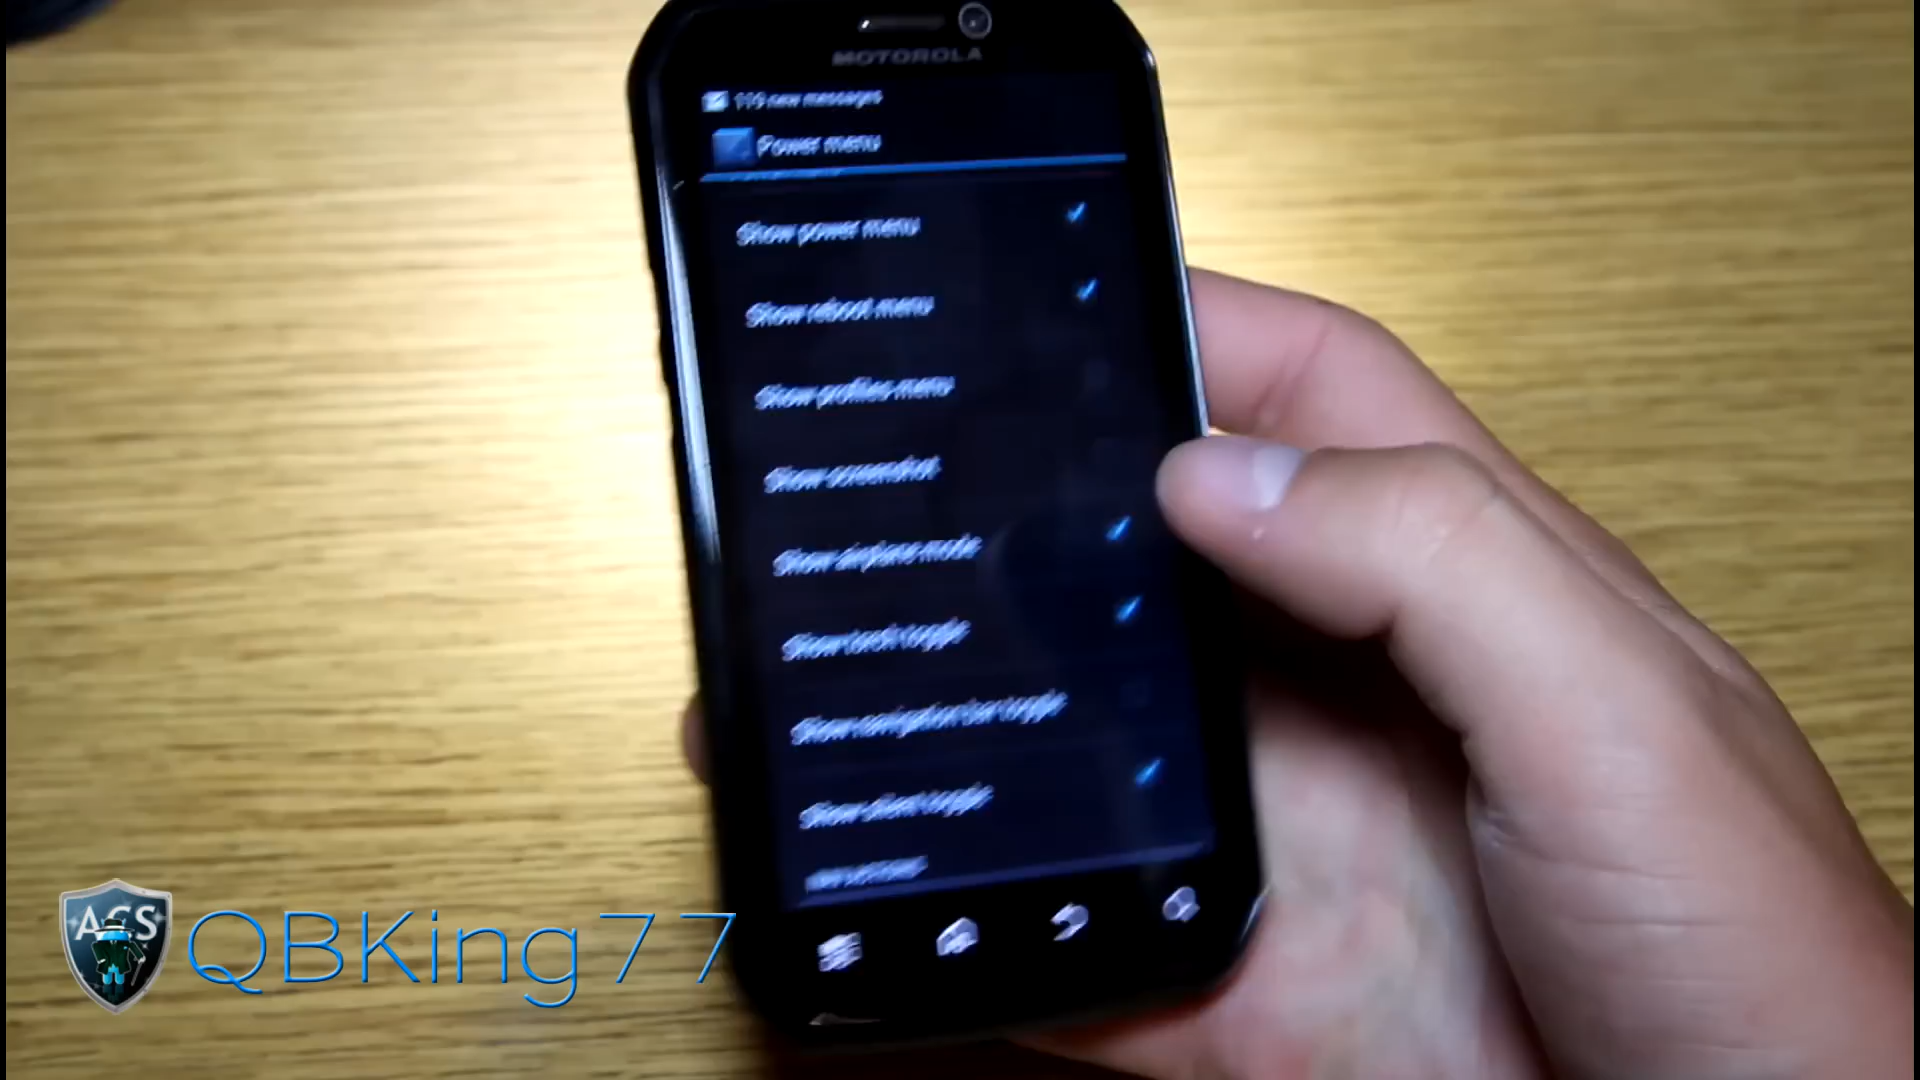 MOTOROLA
119 new messages
Power menu
Show power menu
Show reboot menu
Show profiles menu
Show screenshot
Show airplane mode
Show torch toggle
Show navigation bar toggle
Show silent toggle
ACS
QBKing77